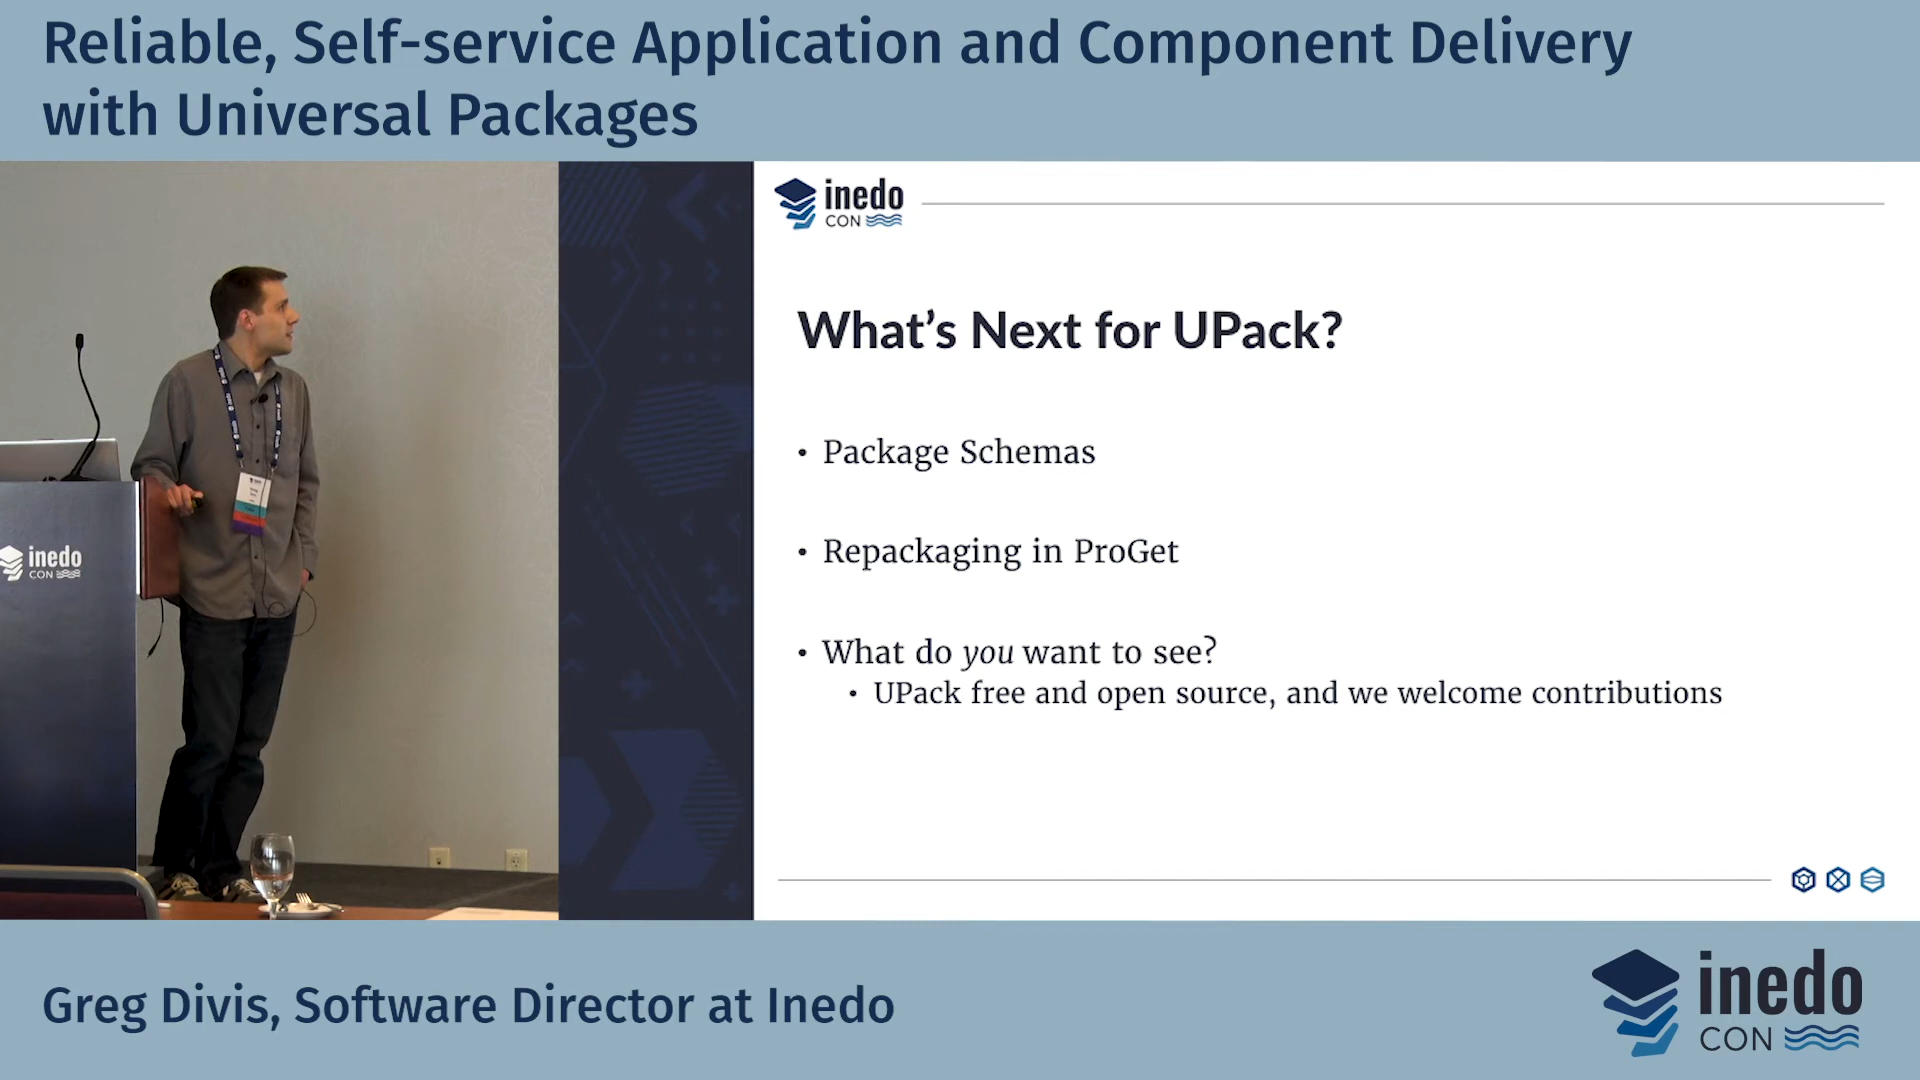 Reliable, Self-service Application and Component Delivery
with Universal Packages
inedo
CON
What's Next for UPack?
• Package Schemas
• Repackaging in ProGet
• What do you want to see?
• UPack free and open source, and we welcome contributions
inedo
CON
Greg Divis, Software Director at Inedo
inedo
CON